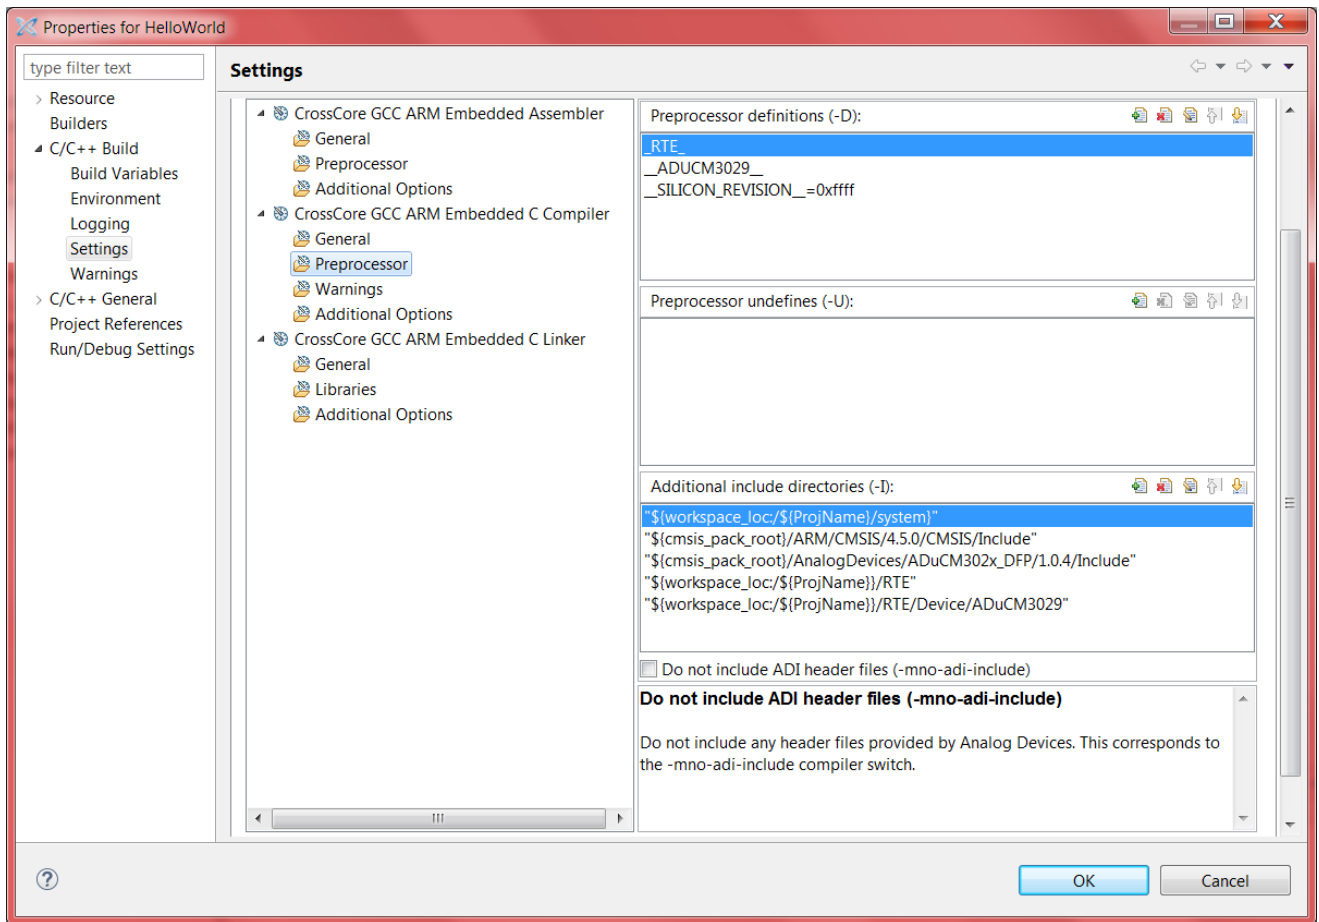 Properties for HelloWorld
type filter text
Settings
Resource
Builders
C/C++ Build
Build Variables
Environment
Logging
Settings
Warnings
C/C++ General
Project References
Run/Debug Settings
CrossCore GCC ARM Embedded Assembler
General
Preprocessor
Additional Options
CrossCore GCC ARM Embedded C Compiler
General
Preprocessor
Warnings
Additional Options
CrossCore GCC ARM Embedded C Linker
General
Libraries
Additional Options
Preprocessor definitions (-D):
_RTE_
__ADUCM3029__
__SILICON_REVISION__=0xffff
Preprocessor undefines (-U):
Additional include directories (-I):
"${workspace_loc:/${ProjName}/system}"
"${cmsis_pack_root}/ARM/CMSIS/4.5.0/CMSIS/Include"
"${cmsis_pack_root}/AnalogDevices/ADuCM302x_DFP/1.0.4/Include"
"${workspace_loc:/${ProjName}}/RTE"
"${workspace_loc:/${ProjName}}/RTE/Device/ADuCM3029"
Do not include ADI header files (-mno-adi-include)
Do not include ADI header files (-mno-adi-include)
Do not include any header files provided by Analog Devices. This corresponds to
the -mno-adi-include compiler switch.
OK
Cancel